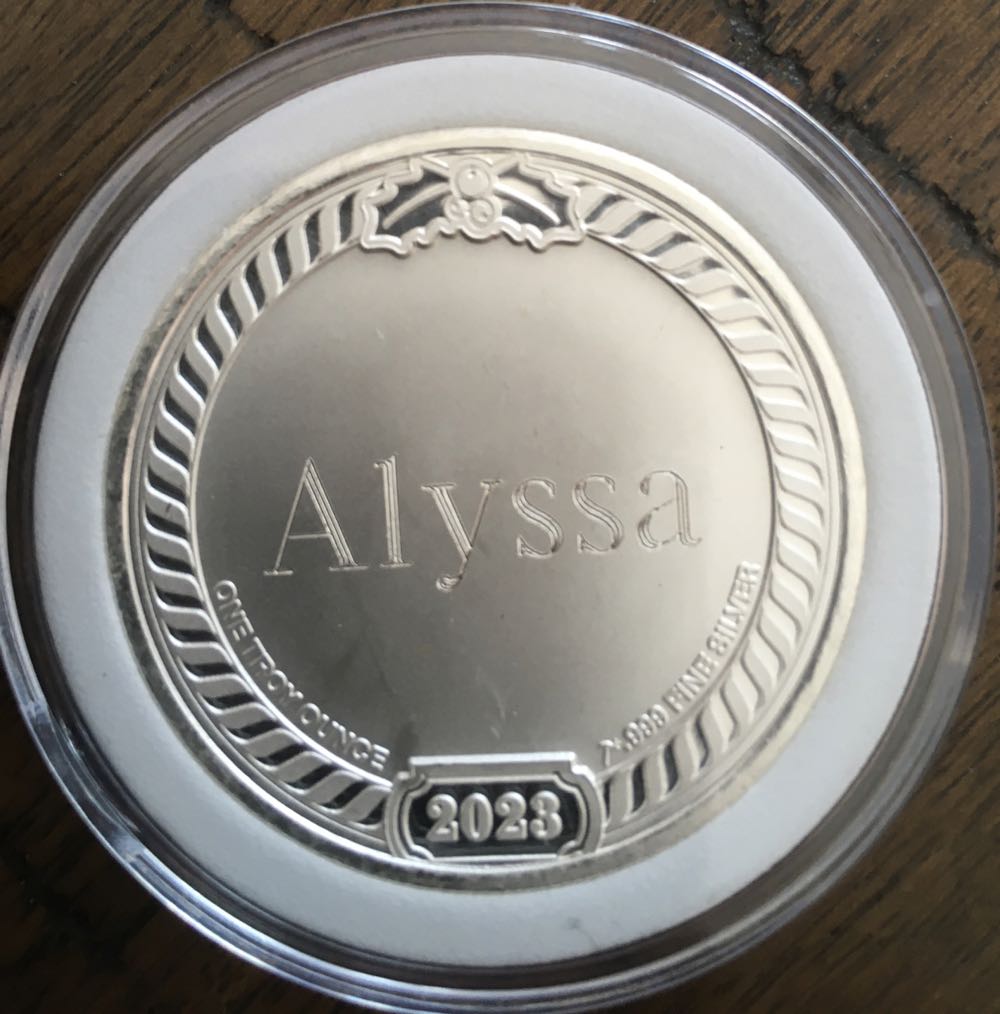 Alyssa
ONE TROY OUNCE
.999 FINE SILVER
2023